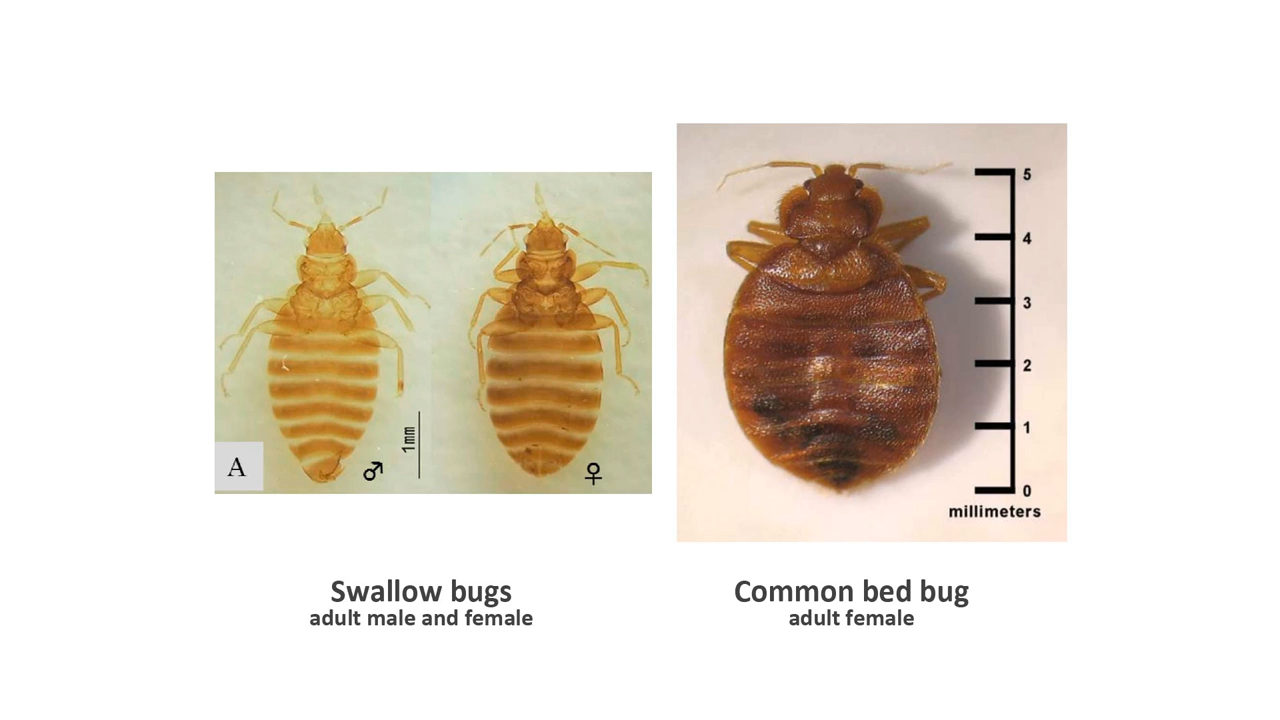 A
♂
1mm
♀
5
4
3
2
1
0
millimeters
Swallow bugs
adult male and female
Common bed bug
adult female